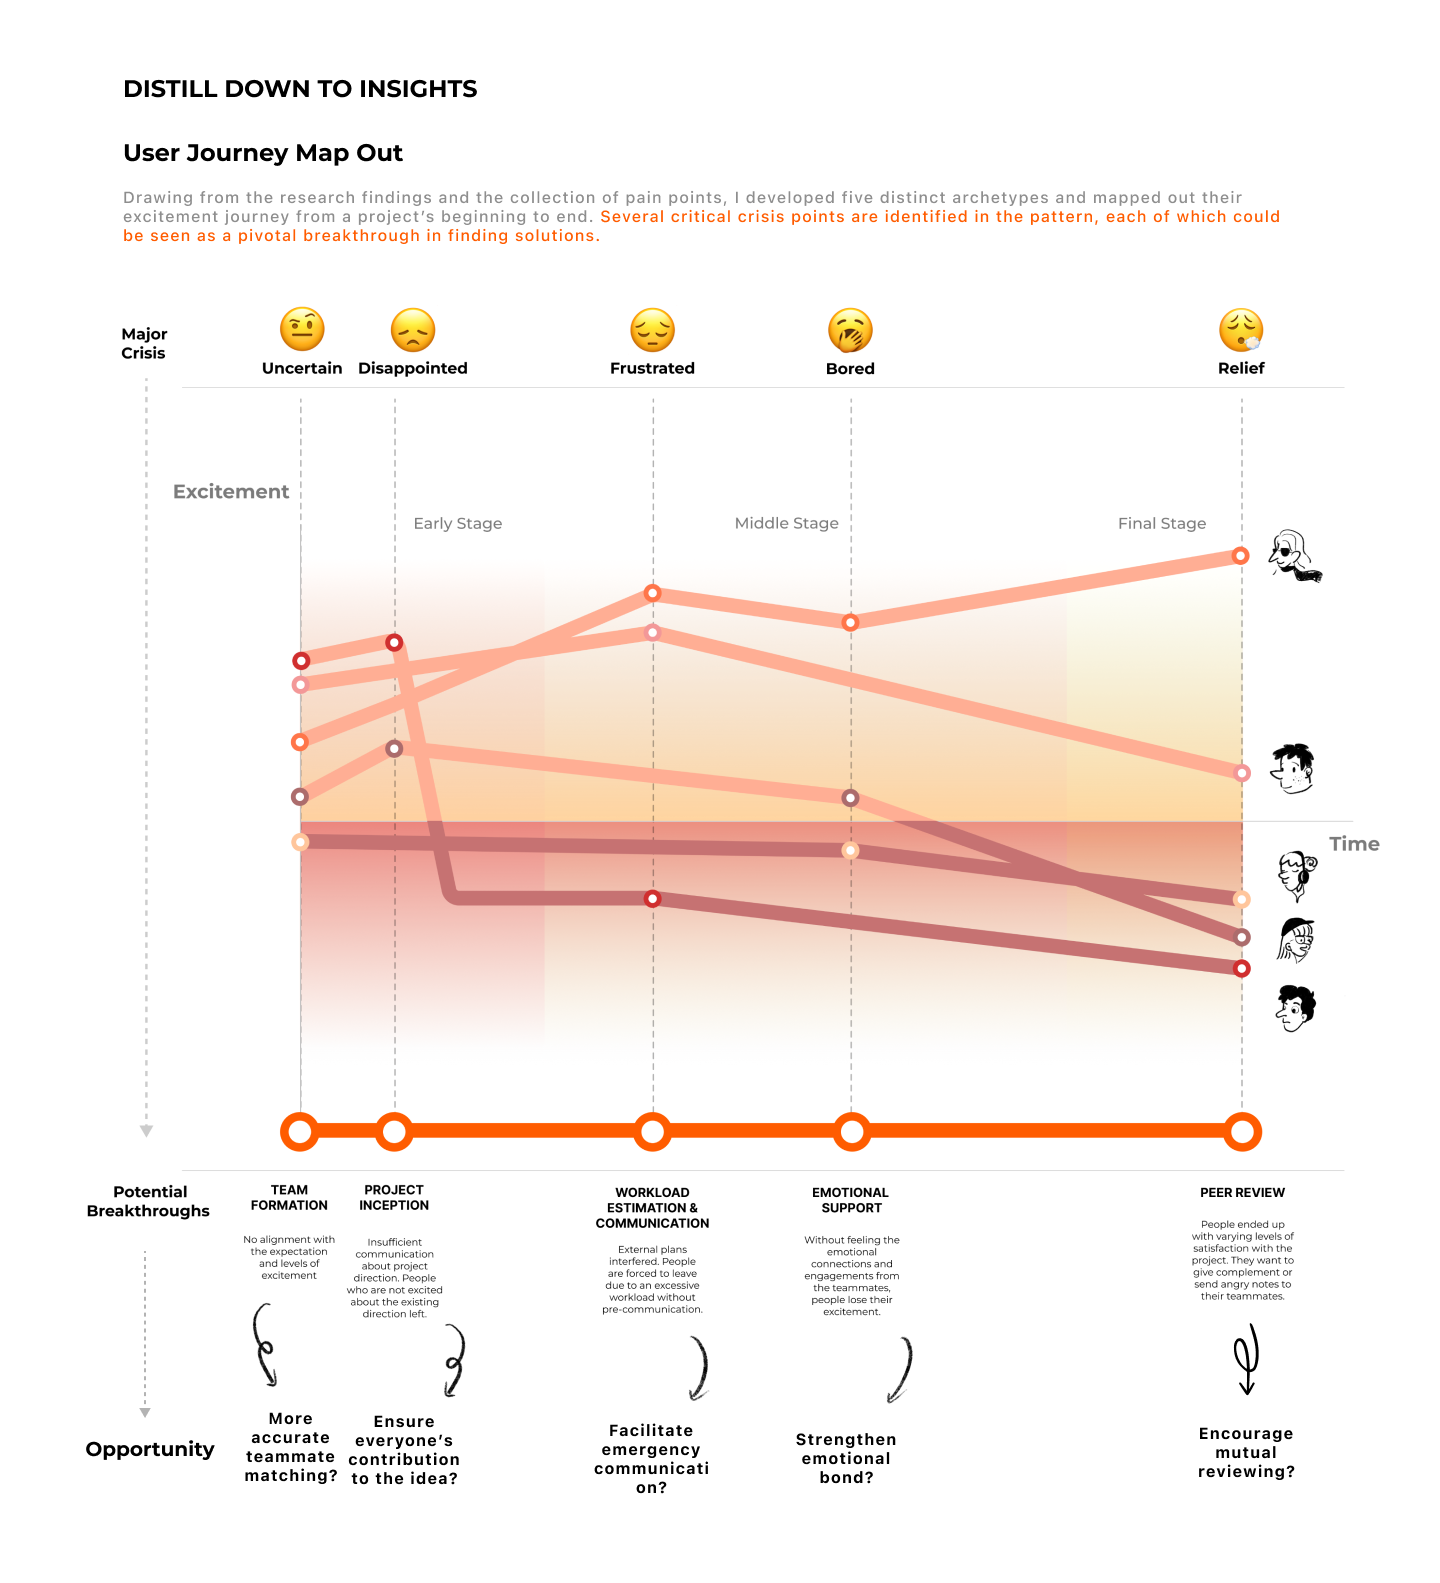 DISTILL DOWN TO INSIGHTS
User Journey Map Out
Drawing from the research findings and the collection of pain points, I developed five distinct archetypes and mapped out their
excitement journey from a project's beginning to end. Several critical crisis points are identified in the pattern, each of which could
be seen as a pivotal breakthrough in finding solutions.
Major
Crisis
Uncertain
Disappointed
Frustrated
Bored
Relief
Excitement
Early Stage
Middle Stage
Final Stage
Time
Potential
Breakthroughs
TEAM
FORMATION
No alignment with
the expectation
and levels of
excitement
PROJECT
INCEPTION
Insufficient
communication
about project
direction. People
who are not excited
about the existing
direction left.
WORKLOAD
ESTIMATION &
COMMUNICATION
External plans
interfered. People
are forced to leave
due to an excessive
workload without
pre-communication.
EMOTIONAL
SUPPORT
Without feeling the
emotional
connections and
engagements from
the teammates,
people lose their
excitement.
PEER REVIEW
People ended up
with varying levels of
satisfaction with the
project. They want to
give complement or
send angry notes to
their teammates.
Opportunity
More
accurate
teammate
matching?
Ensure
everyone's
contribution
to the idea?
Facilitate
emergency
communicati
on?
Strengthen
emotional
bond?
Encourage
mutual
reviewing?